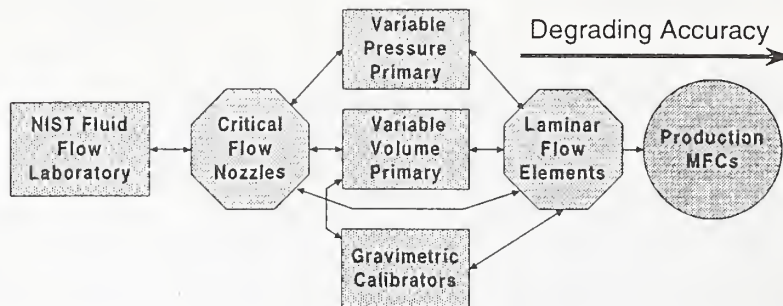 Degrading Accuracy
Variable
Pressure
Primary
NIST Fluid
Flow
Laboratory
Critical
Flow
Nozzles
Variable
Volume
Primary
Laminar
Flow
Elements
Production
MFCs
Gravimetric
Calibrators